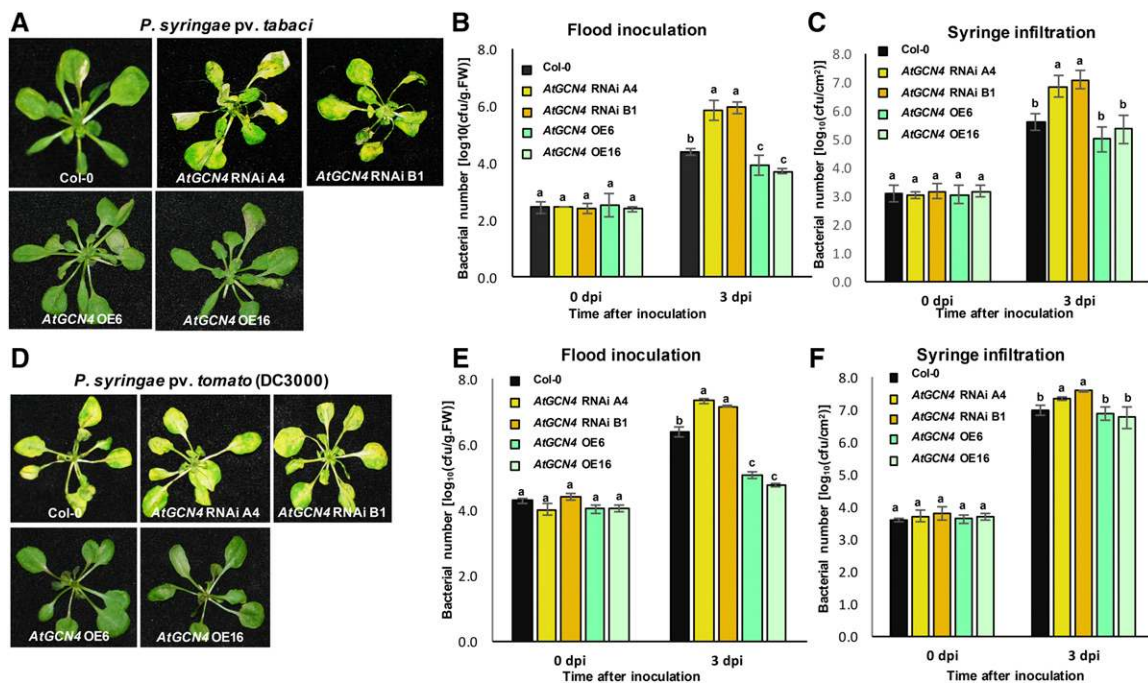 A
P. syringae pv. tabaci
Col-0
AtGCN4 RNAi A4
AtGCN4 RNAi B1
AtGCN4 OE6
AtGCN4 OE16
B
Flood inoculation
Bacterial number [log10(cfu/g.FW)]
8.0
6.0
4.0
2.0
0.0
Col-0
AtGCN4 RNAi A4
AtGCN4 RNAi B1
AtGCN4 OE6
AtGCN4 OE16
a a a a a
b a a c c
0 dpi 3 dpi
Time after inoculation
C
Syringe infiltration
Bacterial number [log₁₀(cfu/cm²)]
8.0
7.0
6.0
5.0
4.0
3.0
2.0
1.0
0.0
Col-0
AtGCN4 RNAi A4
AtGCN4 RNAi B1
AtGCN4 OE6
AtGCN4 OE16
a a a a a
b a a b b
0 dpi 3 dpi
Time after inoculation
D
P. syringae pv. tomato (DC3000)
Col-0
AtGCN4 RNAi A4
AtGCN4 RNAi B1
AtGCN4 OE6
AtGCN4 OE16
E
Flood inoculation
Bacterial number [log₁₀(cfu/g.FW)]
8.0
6.0
4.0
2.0
0.0
Col-0
AtGCN4 RNAi A4
AtGCN4 RNAi B1
AtGCN4 OE6
AtGCN4 OE16
a a a a a
b a a c c
0 dpi 3 dpi
Time after inoculation
F
Syringe infiltration
Bacterial number [log₁₀(cfu/cm²)]
8.0
7.0
6.0
5.0
4.0
3.0
2.0
1.0
0.0
Col-0
AtGCN4 RNAi A4
AtGCN4 RNAi B1
AtGCN4 OE6
AtGCN4 OE16
a a a a a
b a a b b
0 dpi 3 dpi
Time after inoculation